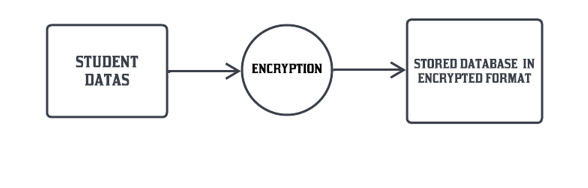 STUDENT
DATAS
ENCRYPTION
STORED DATABASE IN
ENCRYPTED FORMAT